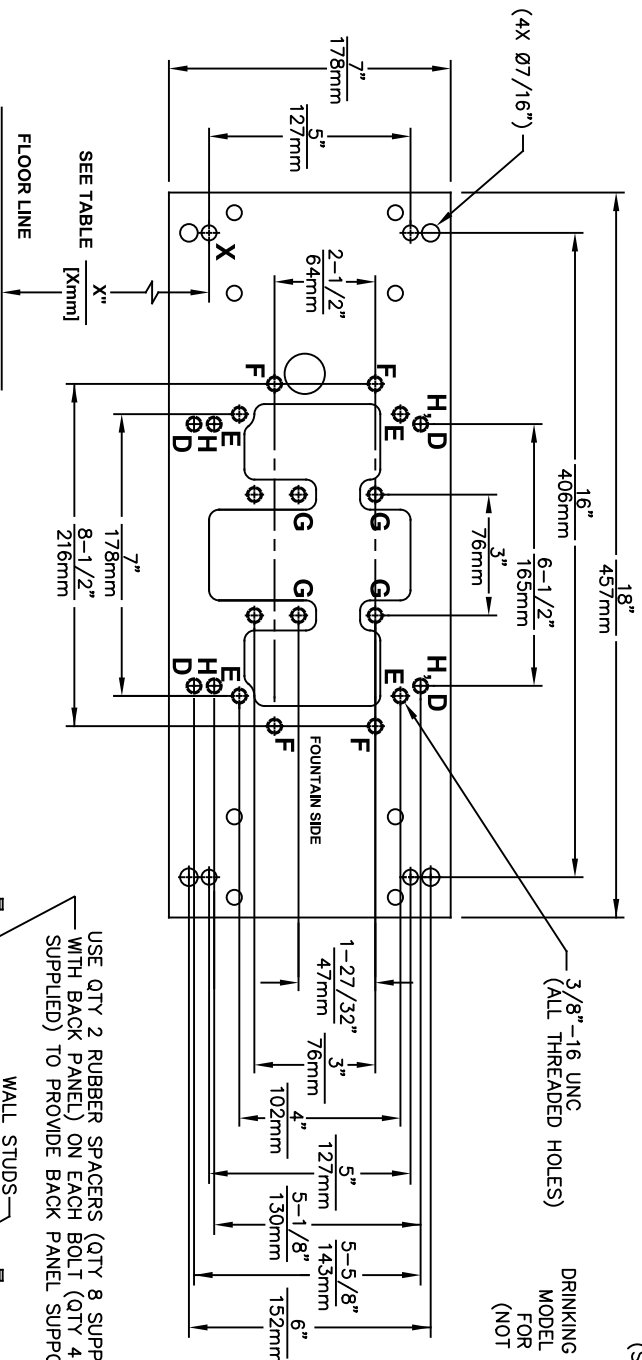 (4X Ø7/16")
7"
178mm
5"
127mm
SEE TABLE
X"
[Xmm]
FLOOR LINE
18"
457mm
16"
406mm
6-1/2"
165mm
3"
76mm
2-1/2"
64mm
X
F
F
H, D
E
E
H
D
G
G
G
G
H, D
E
E
H
D
F
F
7"
178mm
8-1/2"
216mm
FOUNTAIN SIDE
3/8"-16 UNC
(ALL THREADED HOLES)
1-27/32"
47mm
3"
76mm
4"
102mm
5"
127mm
5-1/8"
130mm
5-5/8"
143mm
6"
152mm
DRINKING
MODEL
FOR
(NOT
(S
USE QTY 2 RUBBER SPACERS (QTY 8 SUPP
WITH BACK PANEL) ON EACH BOLT (QTY 4
SUPPLIED) TO PROVIDE BACK PANEL SUPPO
WALL STUDS